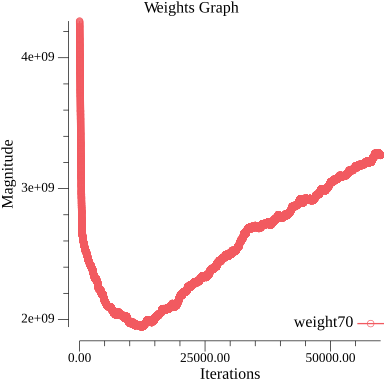 Weights Graph
4e+09
3e+09
2e+09
Magnitude
weight70
0.00
25000.00
50000.00
Iterations